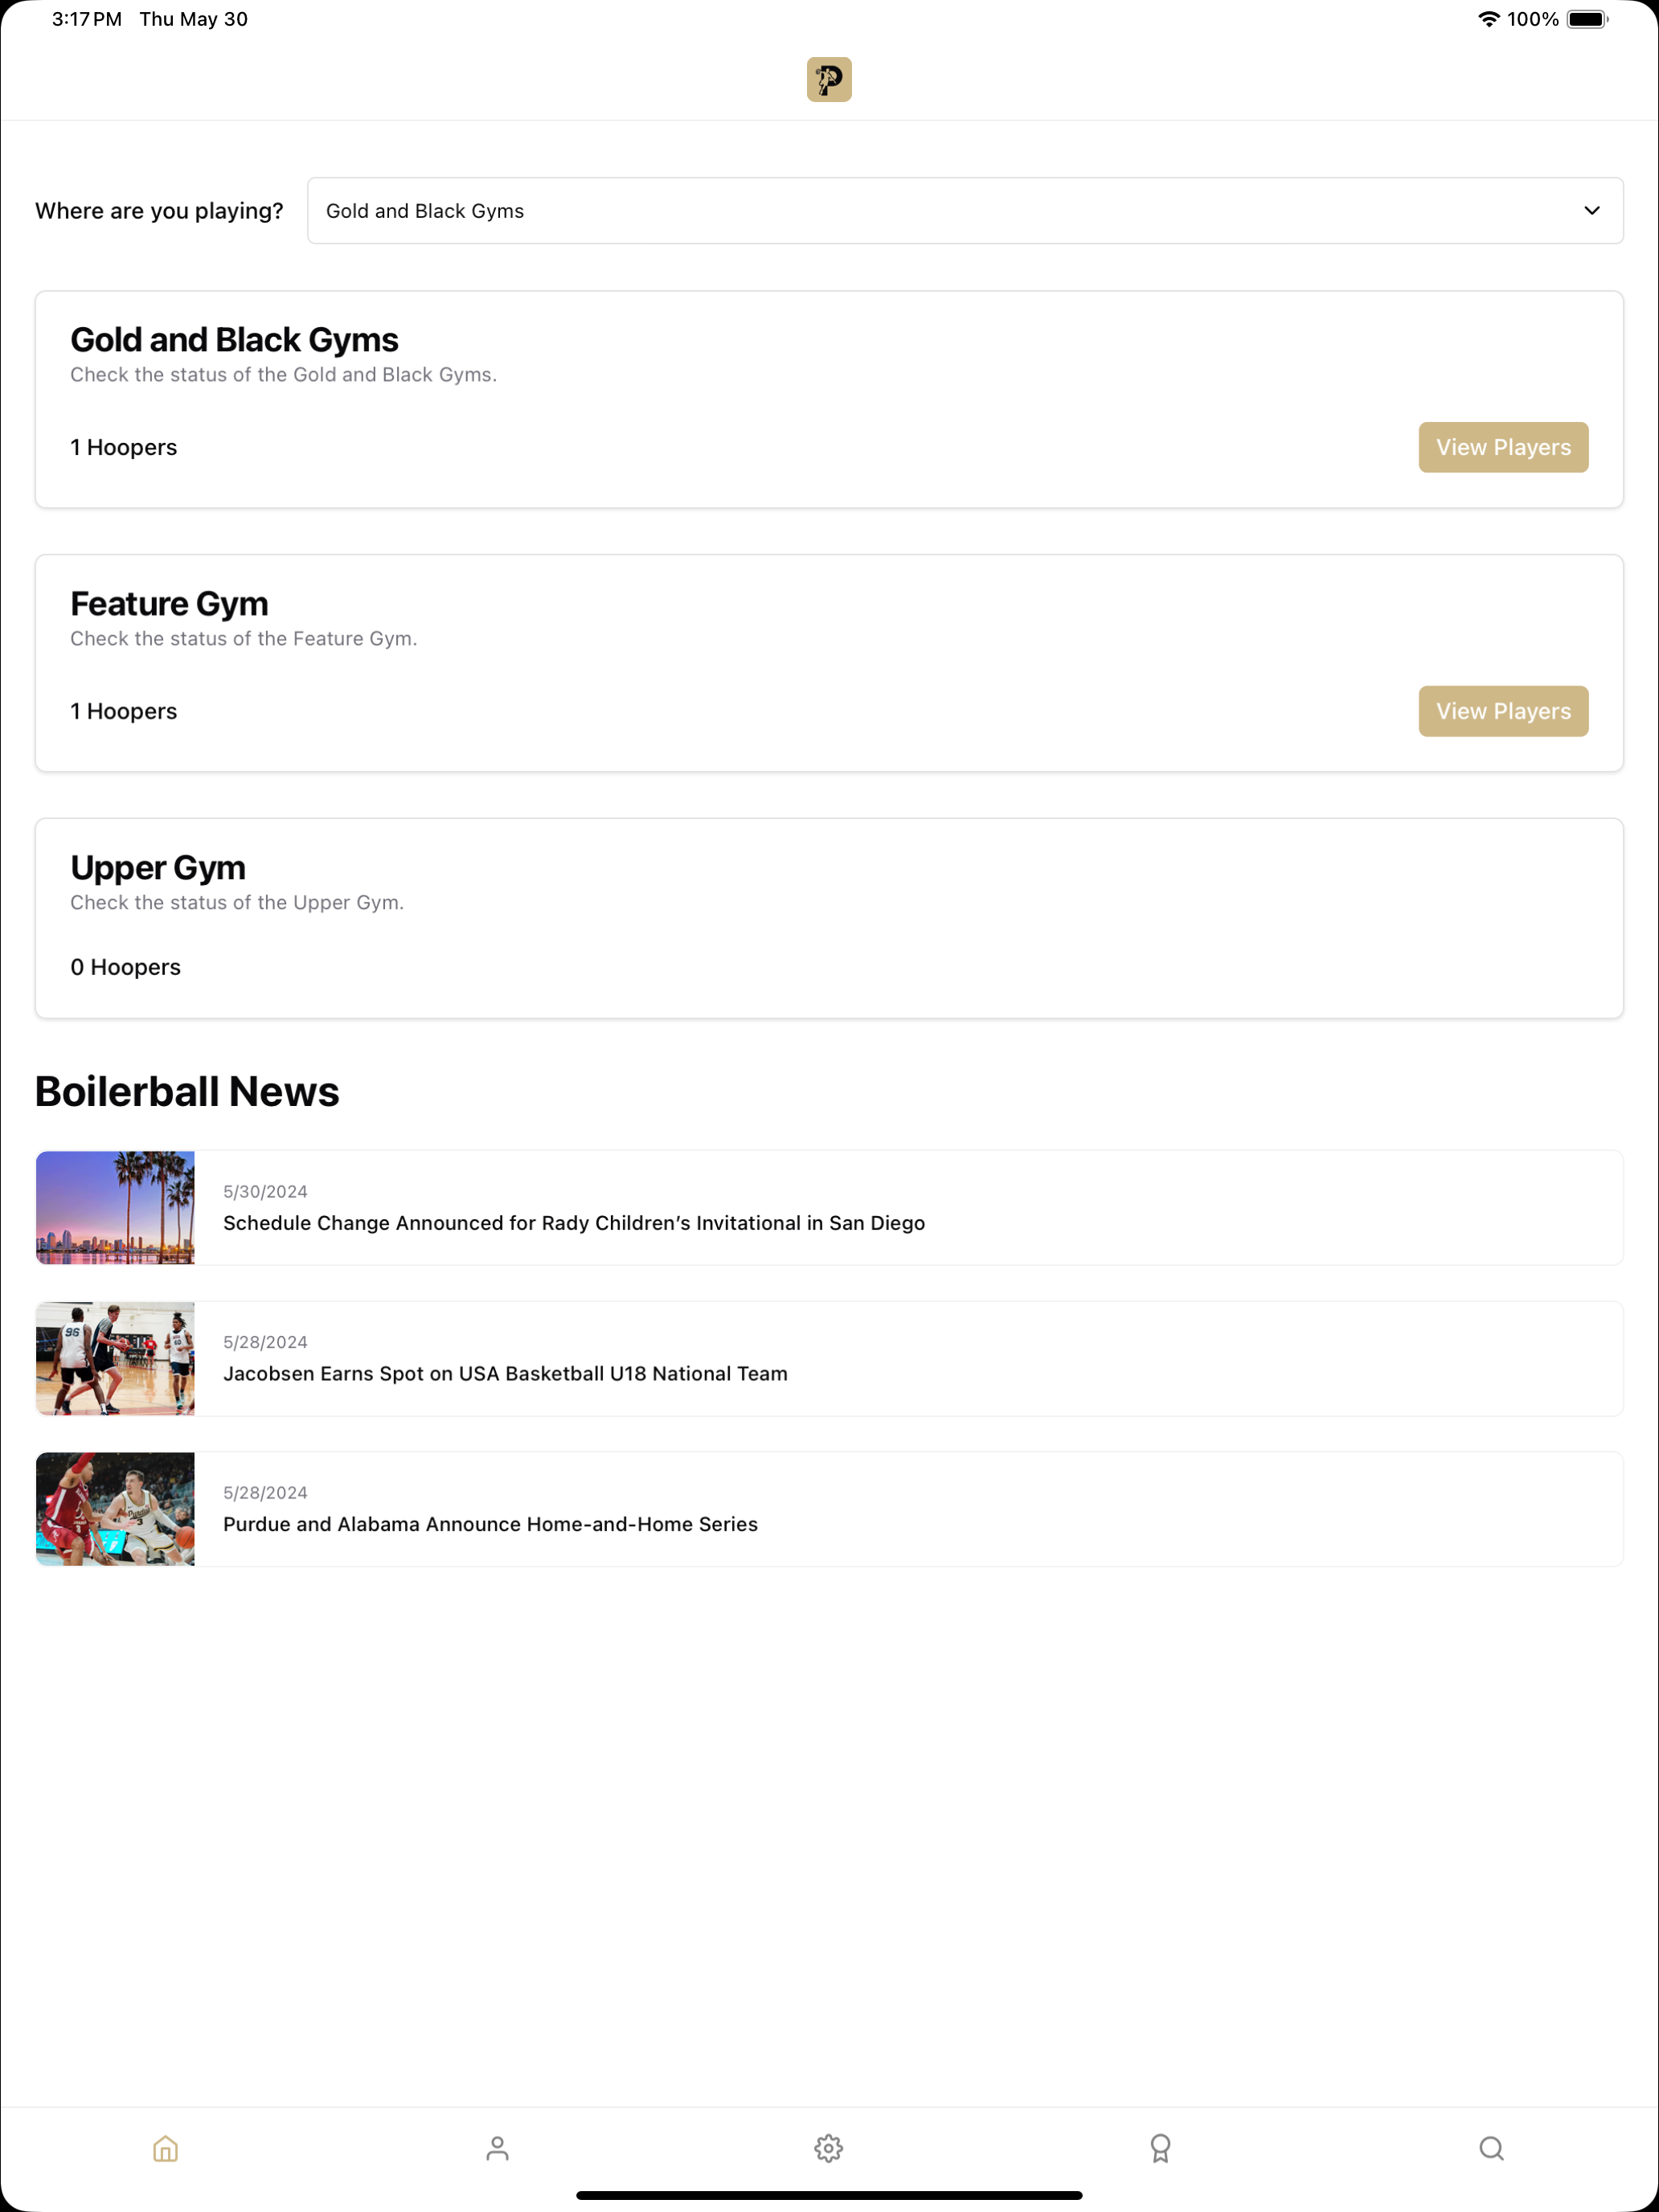 3:17 PM Thu May 30 100%
P
Where are you playing? Gold and Black Gyms
Gold and Black Gyms
Check the status of the Gold and Black Gyms.
1 Hoopers View Players
Feature Gym
Check the status of the Feature Gym.
1 Hoopers View Players
Upper Gym
Check the status of the Upper Gym.
0 Hoopers
Boilerball News
5/30/2024
Schedule Change Announced for Rady Children’s Invitational in San Diego
96
5/28/2024
Jacobsen Earns Spot on USA Basketball U18 National Team
Purdue
3
5/28/2024
Purdue and Alabama Announce Home-and-Home Series